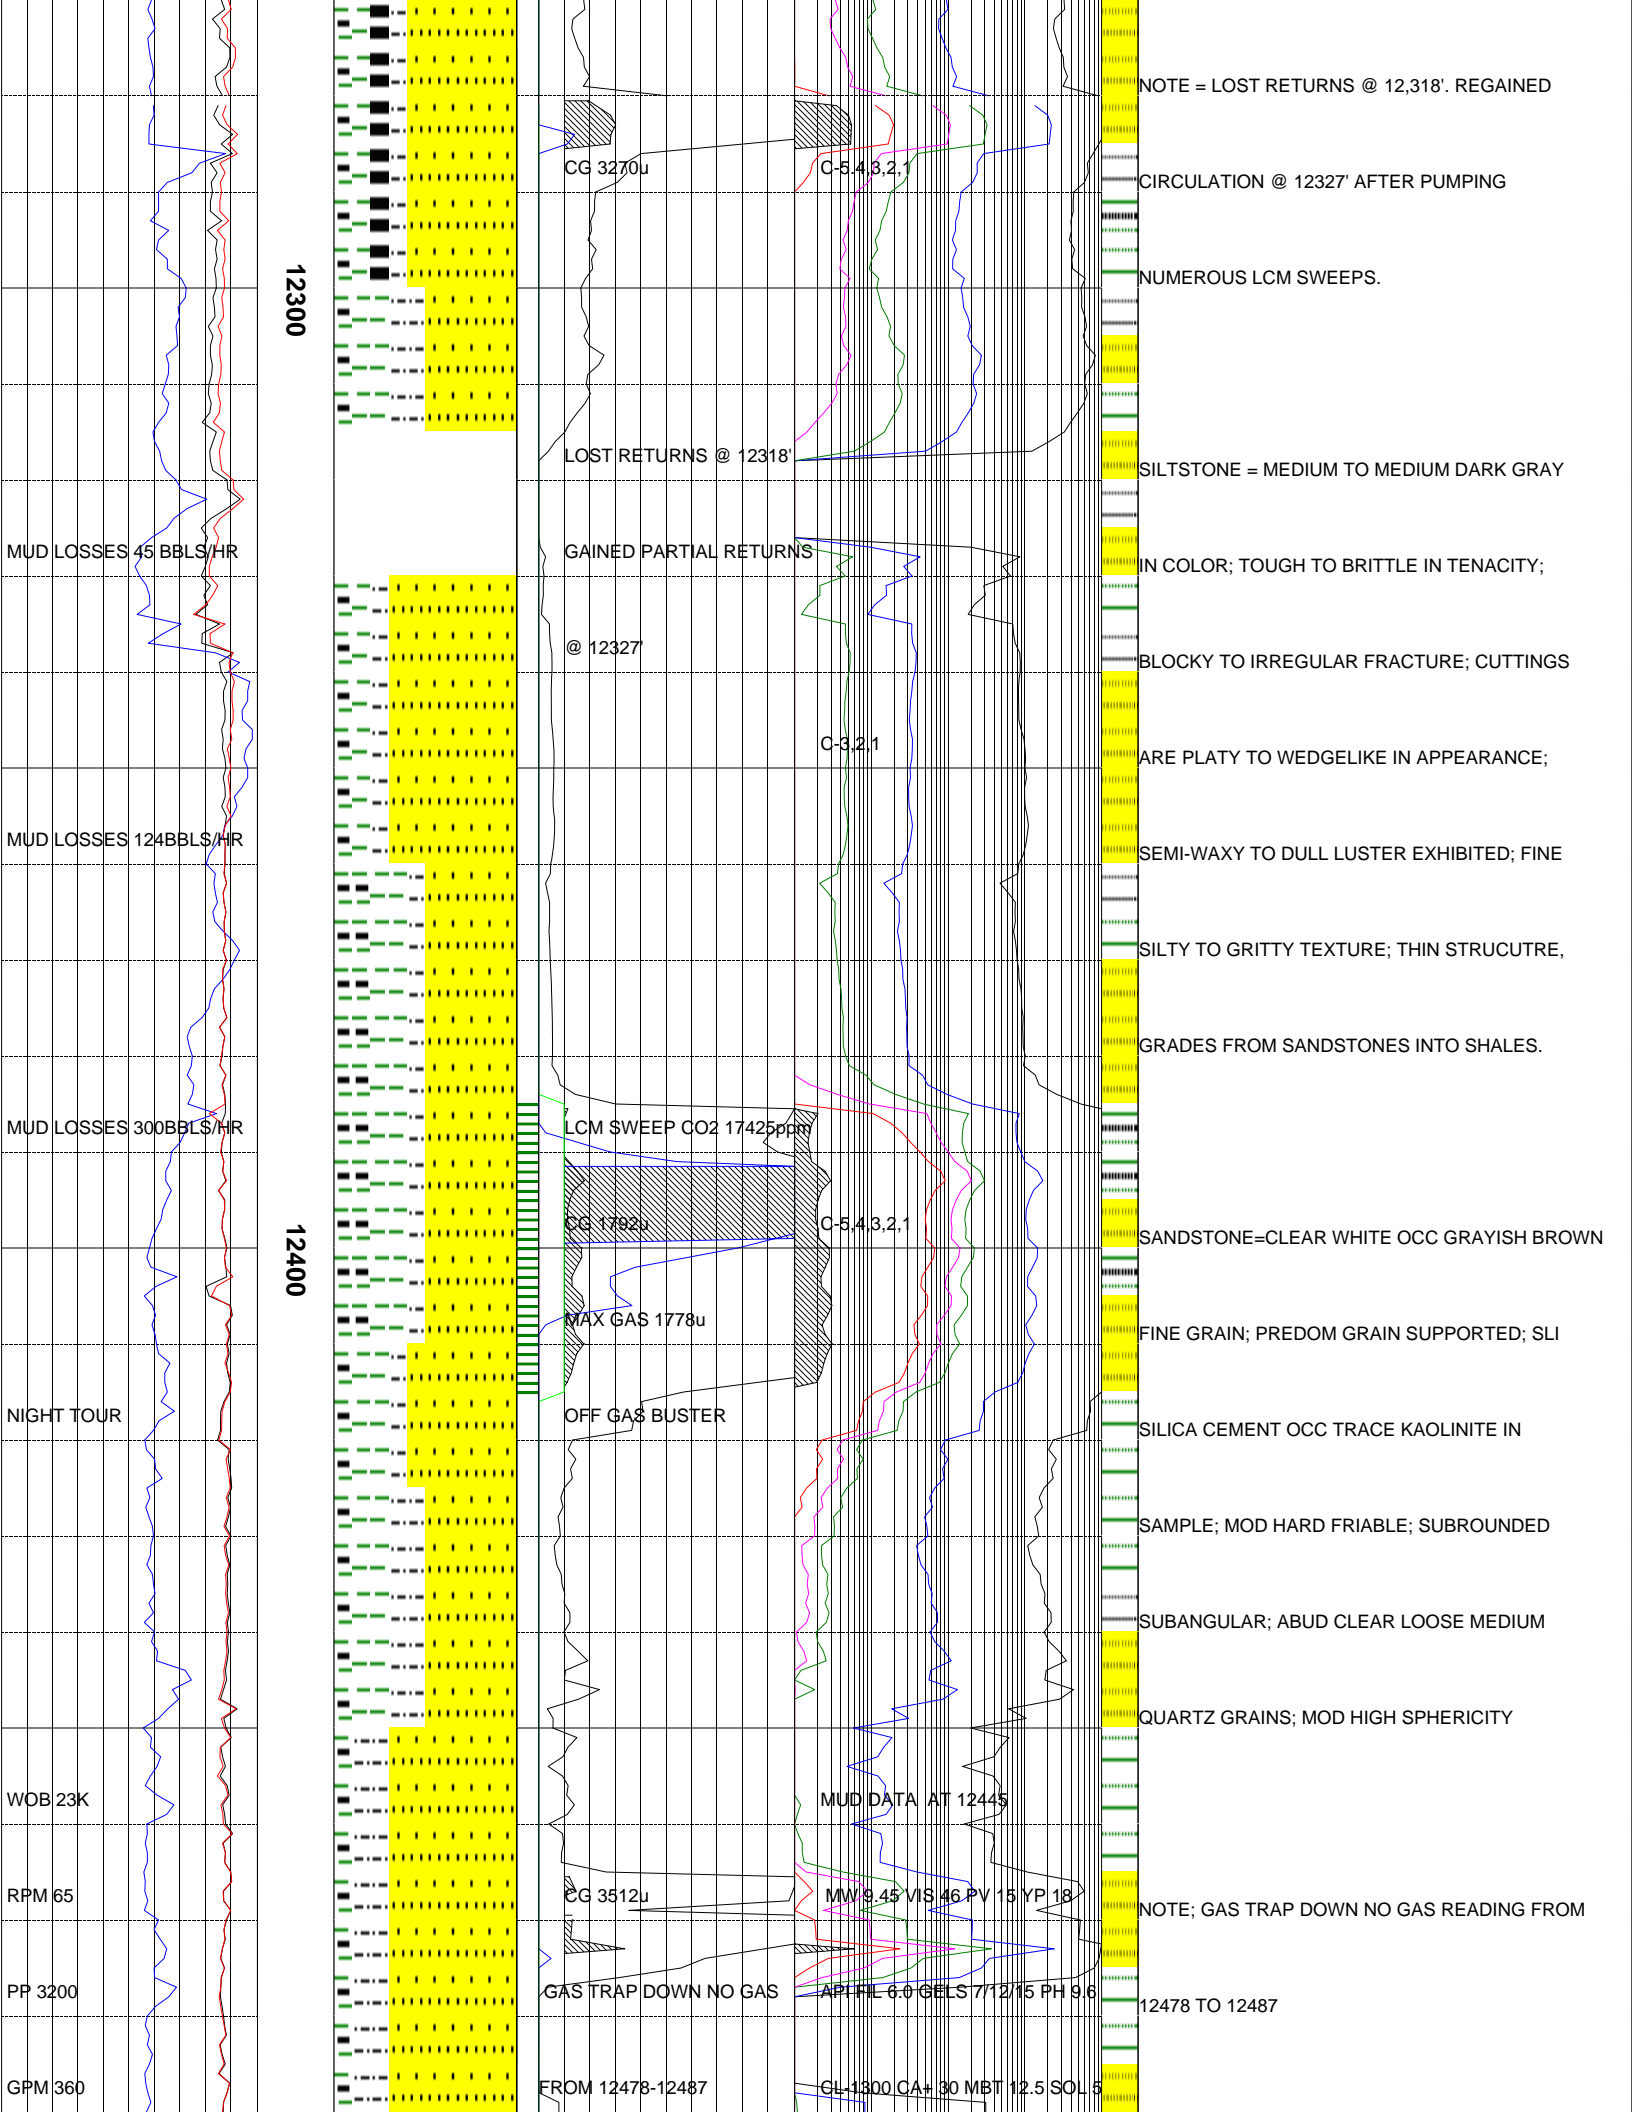 NOTE = LOST RETURNS @ 12,318'. REGAINED
CG 3270u
C-5.4,3,2,1
CIRCULATION @ 12327' AFTER PUMPING
12300
NUMEROUS LCM SWEEPS.
LOST RETURNS @ 12318'
SILTSTONE = MEDIUM TO MEDIUM DARK GRAY
MUD LOSSES 45 BBLS/HR
GAINED PARTIAL RETURNS
IN COLOR; TOUGH TO BRITTLE IN TENACITY;
@ 12327'
BLOCKY TO IRREGULAR FRACTURE; CUTTINGS
C-3,2,1
ARE PLATY TO WEDGELIKE IN APPEARANCE;
MUD LOSSES 124BBLS/HR
SEMI-WAXY TO DULL LUSTER EXHIBITED; FINE
SILTY TO GRITTY TEXTURE; THIN STRUCUTRE,
GRADES FROM SANDSTONES INTO SHALES.
MUD LOSSES 300BBLS/HR
LCM SWEEP CO2 17425ppm
12400
CG 1792u
C-5,4,3,2,1
SANDSTONE=CLEAR WHITE OCC GRAYISH BROWN
MAX GAS 1778u
FINE GRAIN; PREDOM GRAIN SUPPORTED; SLI
NIGHT TOUR
OFF GAS BUSTER
SILICA CEMENT OCC TRACE KAOLINITE IN
SAMPLE; MOD HARD FRIABLE; SUBROUNDED
SUBANGULAR; ABUD CLEAR LOOSE MEDIUM
QUARTZ GRAINS; MOD HIGH SPHERICITY
WOB 23K
MUD DATA  AT 12445
RPM 65
CG 3512u
MW 9.45 VIS 46 PV 15 YP 18
NOTE; GAS TRAP DOWN NO GAS READING FROM
PP 3200
GAS TRAP DOWN NO GAS
API FIL 6.0 GELS 7/12/15 PH 9.6
12478 TO 12487
GPM 360
FROM 12478-12487
CL-1300 CA+ 30 MBT 12.5 SOL 5